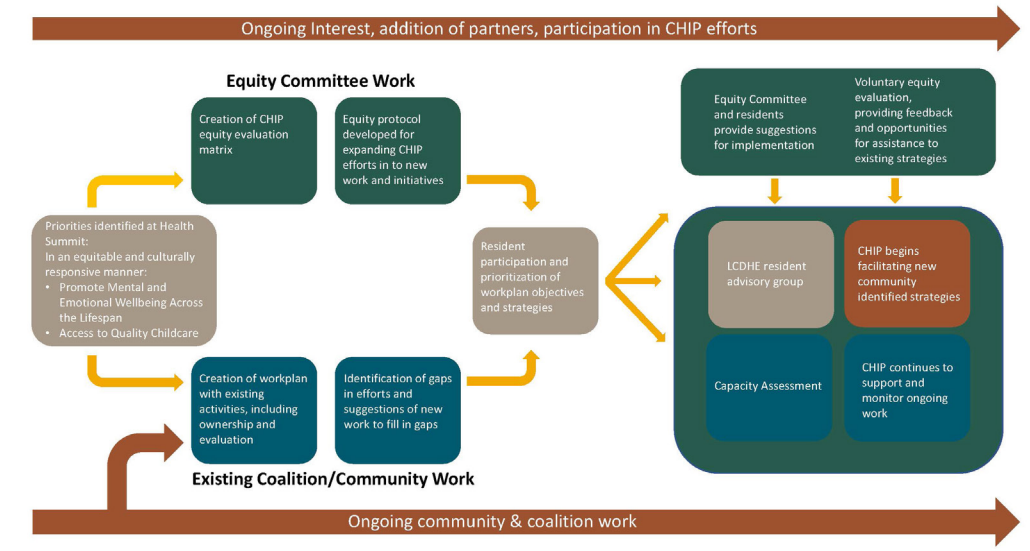 Ongoing Interest, addition of partners, participation in CHIP efforts
Equity Committee Work
Creation of CHIP
equity evaluation
matrix
Equity protocol
developed for
expanding CHIP
efforts in to new
work and initiatives
Equity Committee
and residents
provide suggestions
for implementation
Voluntary equity
evaluation,
providing feedback
and opportunities
for assistance to
existing strategies
Priorities identified at Health
Summit:
In an equitable and culturally
responsive manner:
• Promote Mental and
Emotional Wellbeing Across
the Lifespan
• Access to Quality Childcare
Resident
participation and
prioritization of
workplan objectives
and strategies
LCDHE resident
advisory group
CHIP begins
facilitating new
community
identified strategies
Creation of workplan
with existing
activities, including
ownership and
evaluation
Identification of gaps
in efforts and
suggestions of new
work to fill in gaps
Capacity Assessment
CHIP continues to
support and
monitor ongoing
work
Existing Coalition/Community Work
Ongoing community & coalition work